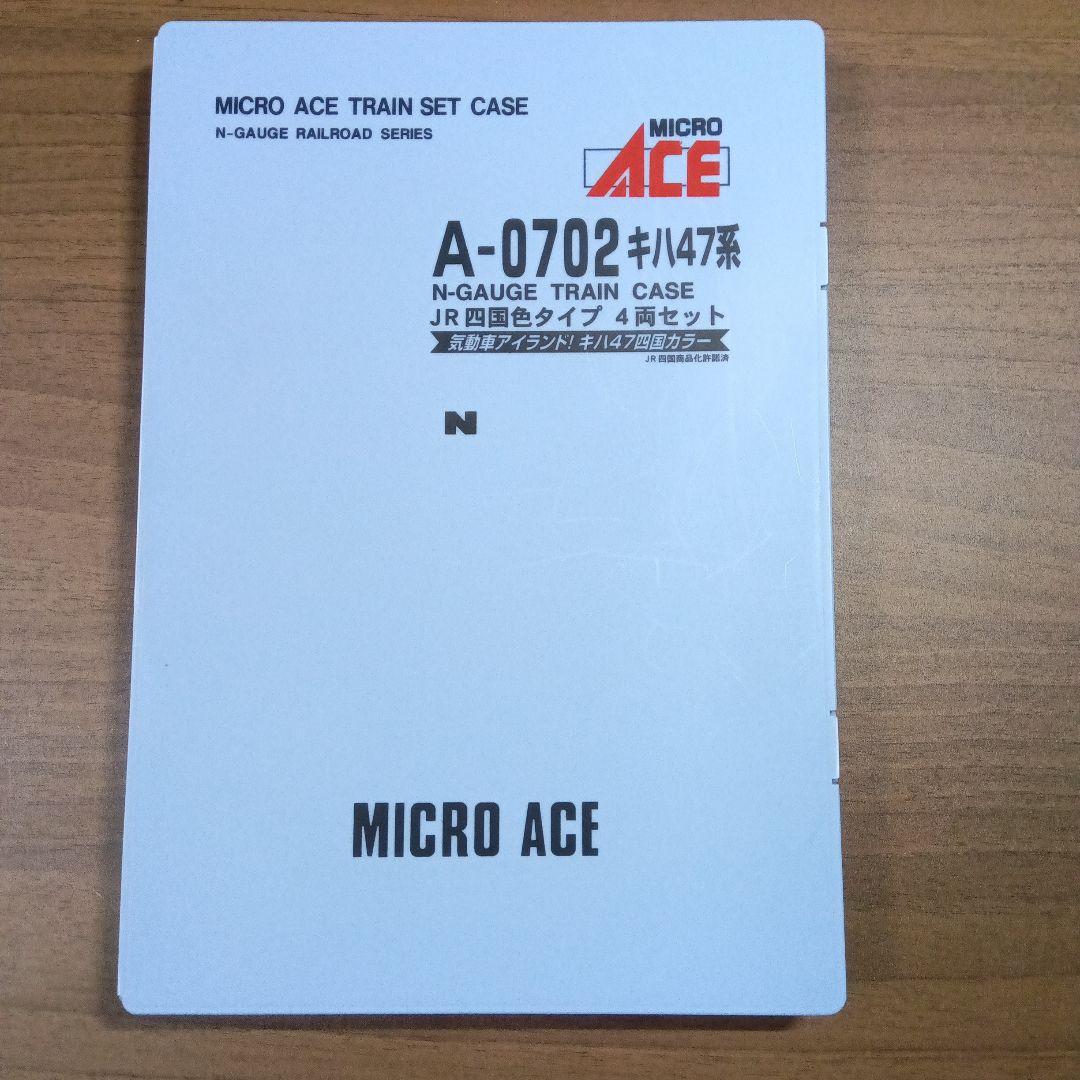 MICRO ACE TRAIN SET CASE
N-GAUGE RAILROAD SERIES
MICRO
ACE
A-0702 キハ47系
N-GAUGE TRAIN CASE
JR四国色タイプ 4両セット
気動車アイランド! キハ47四国カラー
JR四国商品化許諾済
N
MICRO ACE